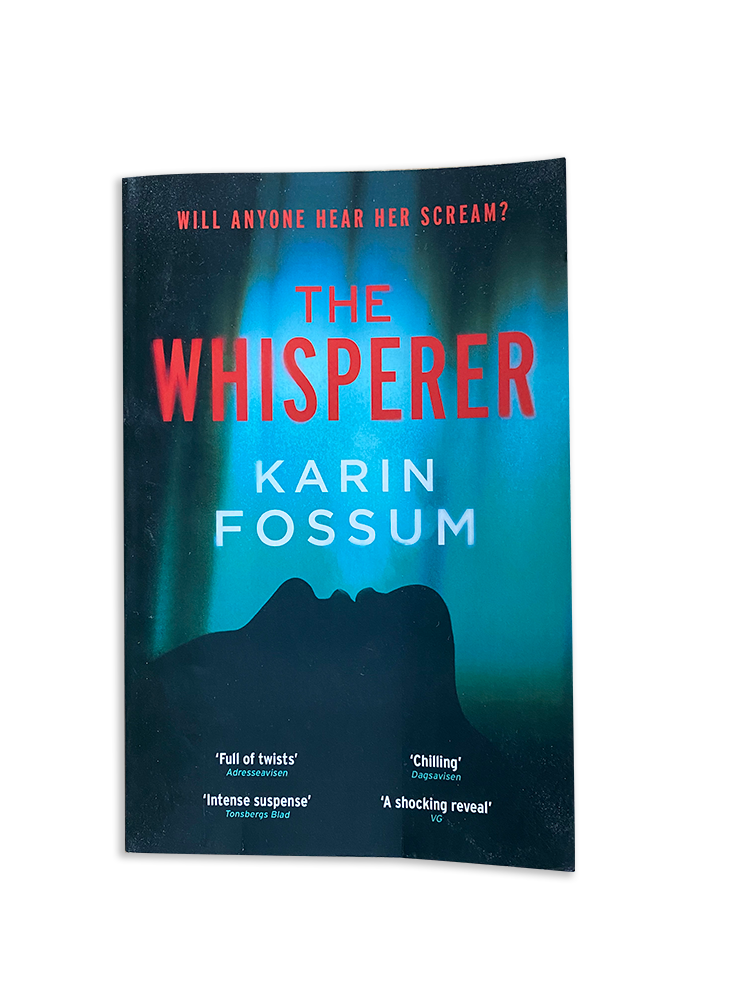 WILL ANYONE HEAR HER SCREAM?
THE
WHISPERER
KARIN
FOSSUM
‘Full of twists’
Adresseavisen
‘Chilling’
Dagsavisen
‘Intense suspense’
Tonsbergs Blad
‘A shocking reveal’
VG